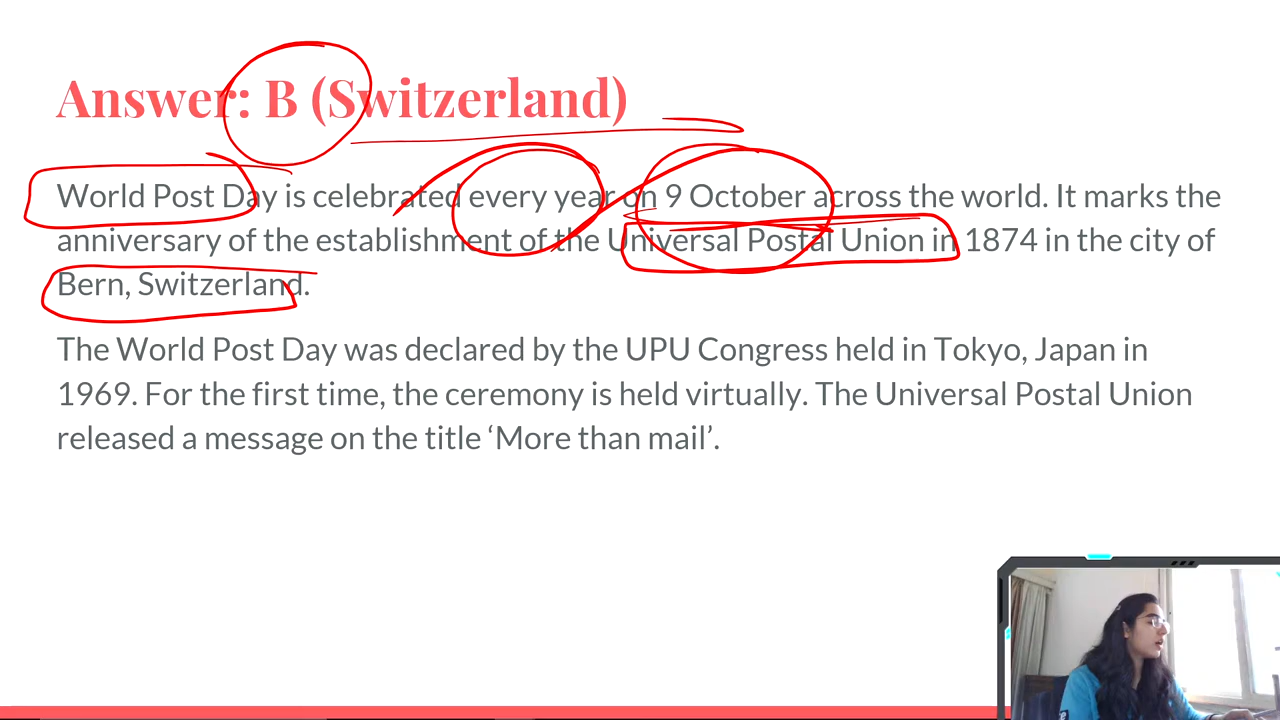 Answer: B (Switzerland)
World Post Day is celebrated every year on 9 October across the world. It marks the
anniversary of the establishment of the Universal Postal Union in 1874 in the city of
Bern, Switzerland.
The World Post Day was declared by the UPU Congress held in Tokyo, Japan in
1969. For the first time, the ceremony is held virtually. The Universal Postal Union
released a message on the title ‘More than mail’.